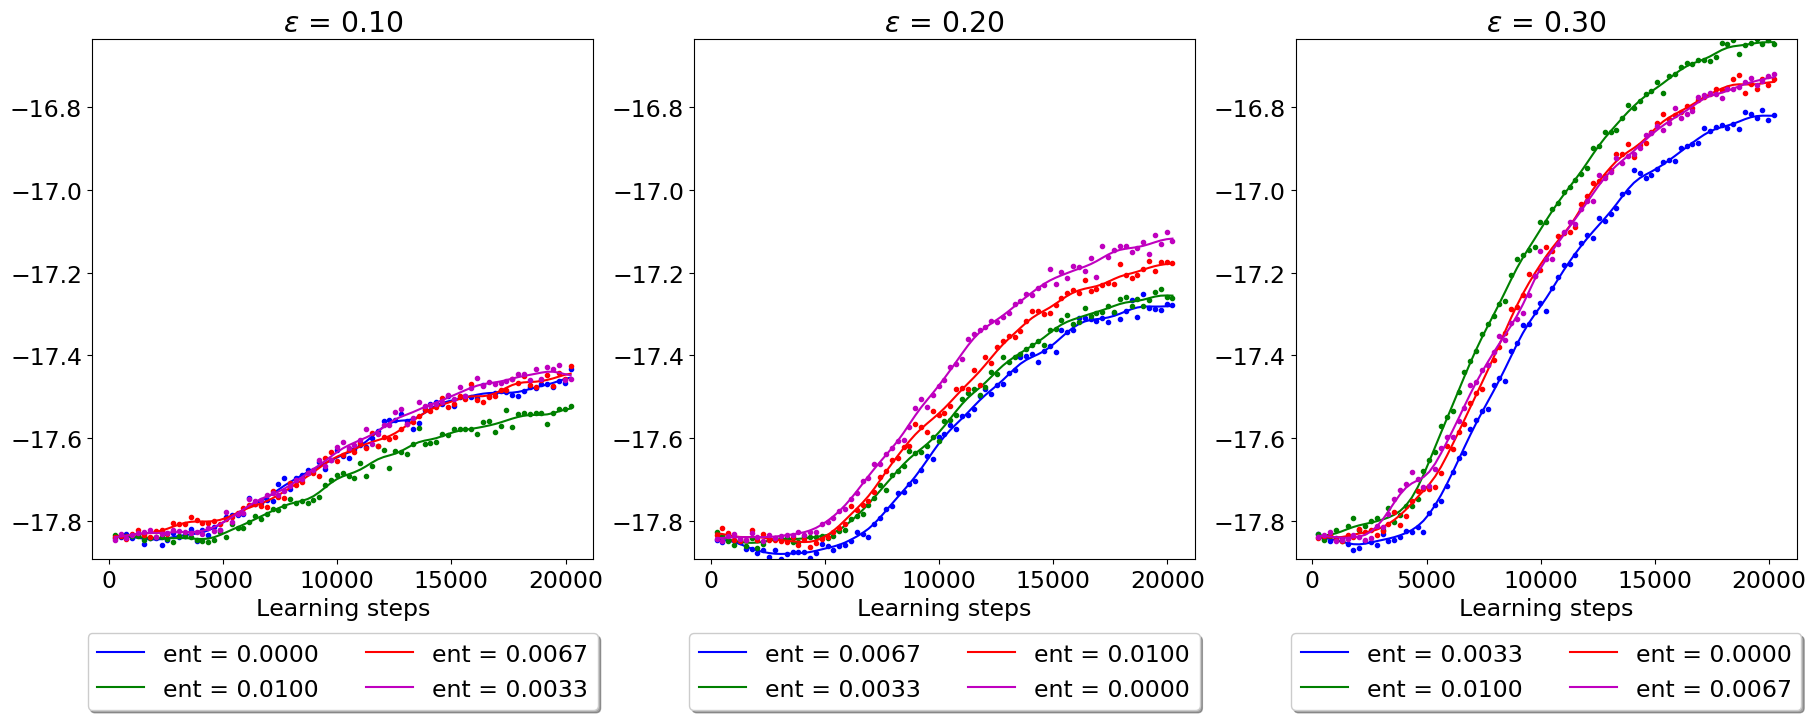 ε = 0.10
−16.8
−17.0
−17.2
−17.4
−17.6
−17.8
0 5000 10000 15000 20000
Learning steps
ent = 0.0000 ent = 0.0067
ent = 0.0100 ent = 0.0033
ε = 0.20
−16.8
−17.0
−17.2
−17.4
−17.6
−17.8
0 5000 10000 15000 20000
Learning steps
ent = 0.0067 ent = 0.0100
ent = 0.0033 ent = 0.0000
ε = 0.30
−16.8
−17.0
−17.2
−17.4
−17.6
−17.8
0 5000 10000 15000 20000
Learning steps
ent = 0.0033 ent = 0.0000
ent = 0.0100 ent = 0.0067